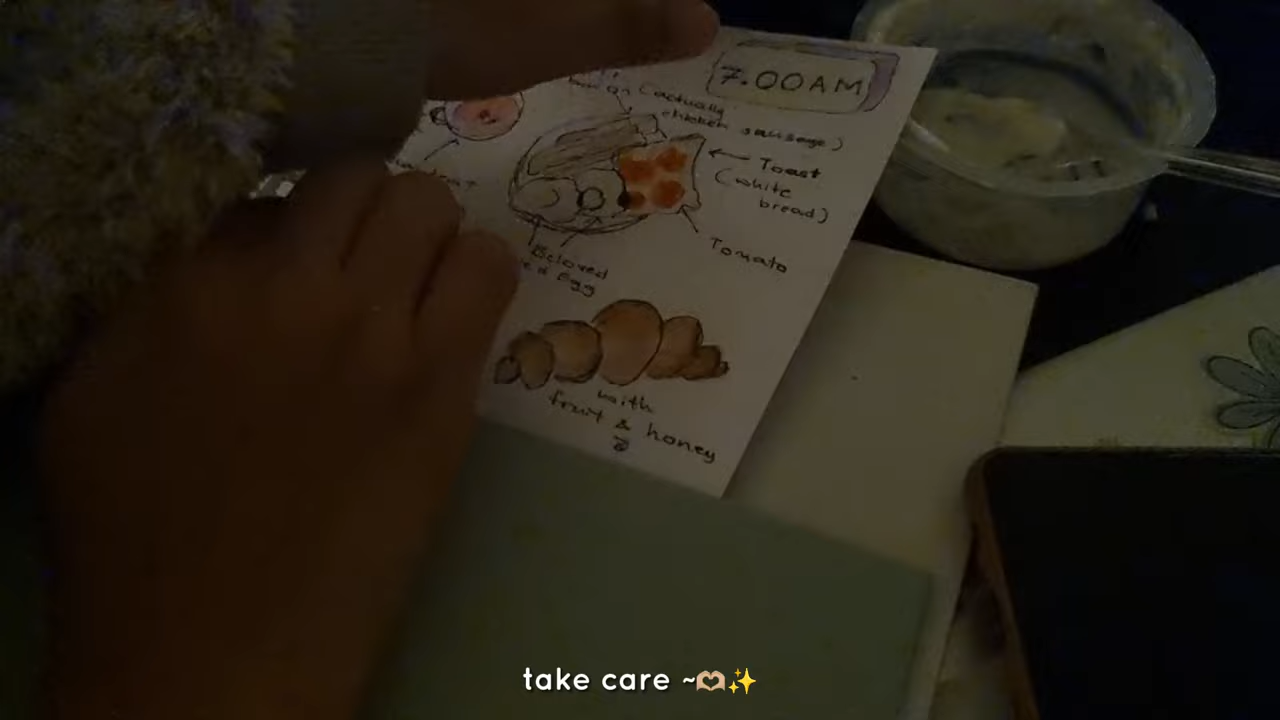 7.00AM
(actually
chicken sausage)
Toast
(white
bread)
Tomato
Beloved
Egg
with
fruit & honey
take care ~🫶🏼✨